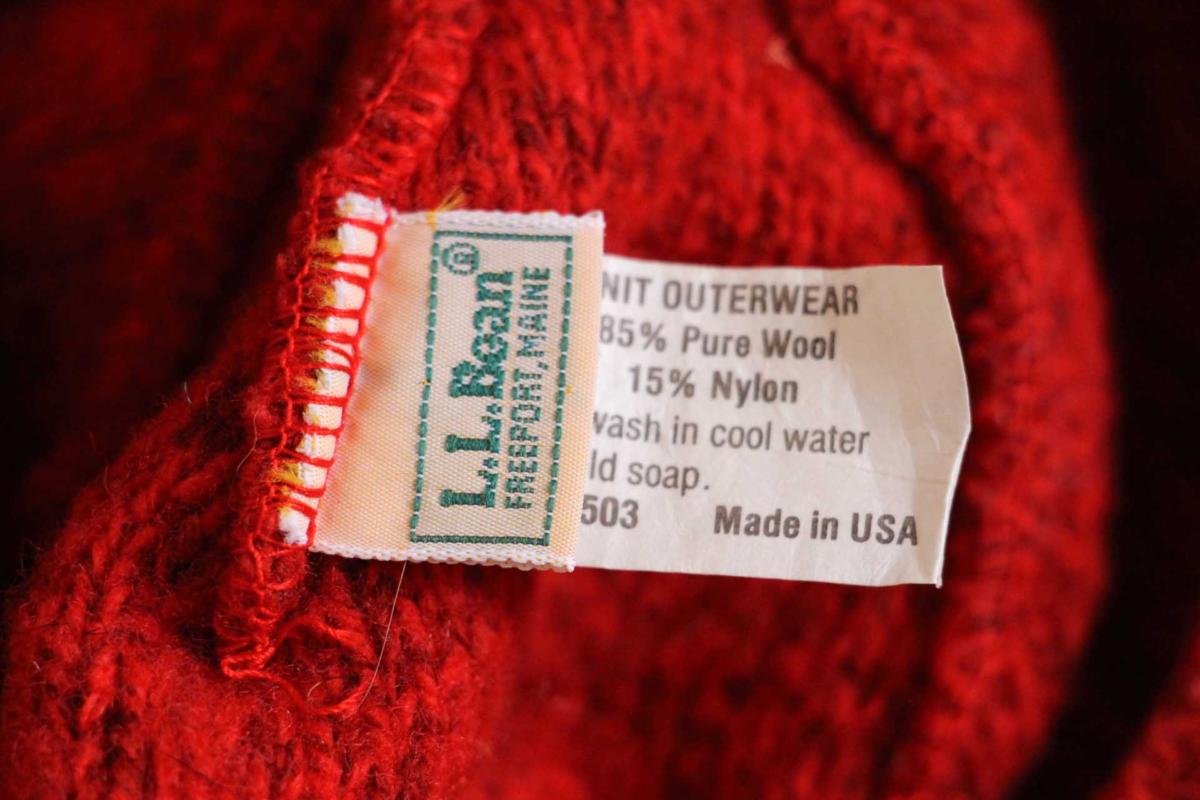 L.L.Bean®
FREEPORT, MAINE
NIT OUTERWEAR
85% Pure Wool
15% Nylon
wash in cool water
ld soap.
503 Made in USA